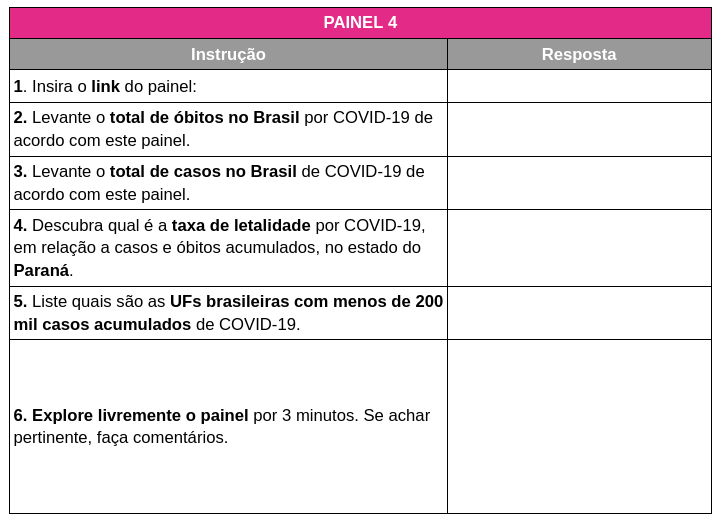 PAINEL 4
Instrução
Resposta
1. Insira o link do painel:
2. Levante o total de óbitos no Brasil por COVID-19 de
acordo com este painel.
3. Levante o total de casos no Brasil de COVID-19 de
acordo com este painel.
4. Descubra qual é a taxa de letalidade por COVID-19,
em relação a casos e óbitos acumulados, no estado do
Paraná.
5. Liste quais são as UFs brasileiras com menos de 200
mil casos acumulados de COVID-19.
6. Explore livremente o painel por 3 minutos. Se achar
pertinente, faça comentários.